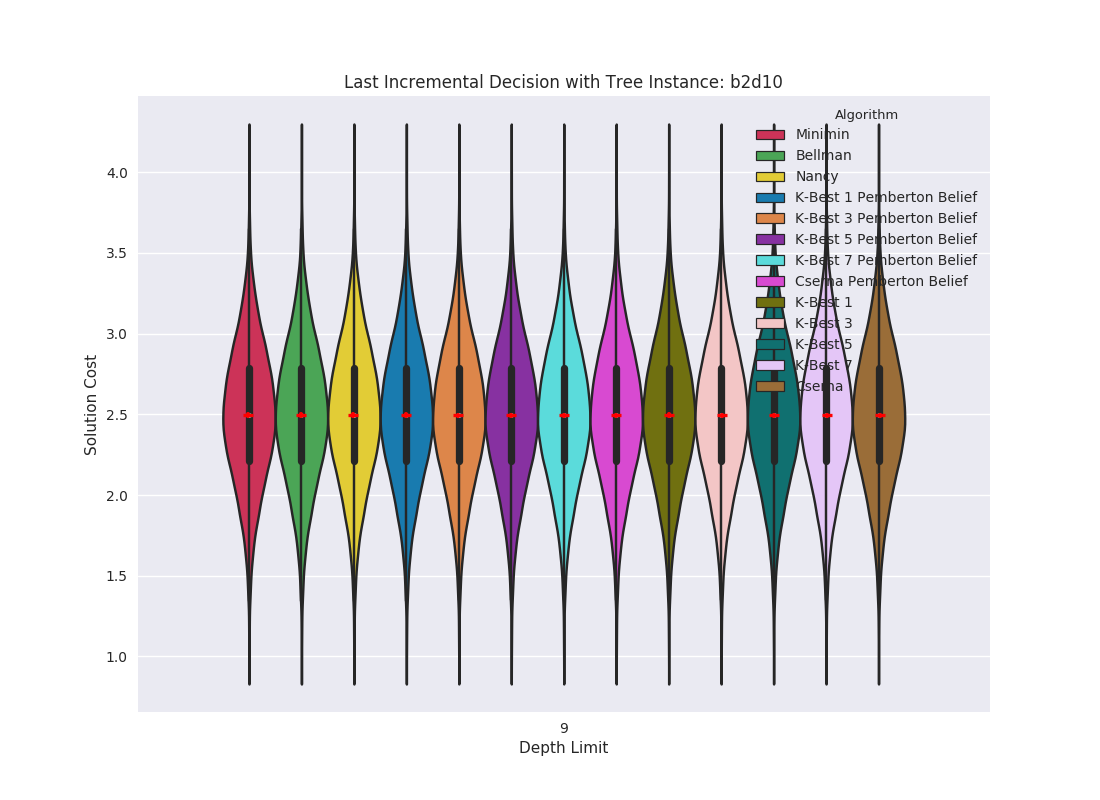 Last Incremental Decision with Tree Instance: b2d10
Algorithm
Minimin
Bellman
Nancy
K-Best 1 Pemberton Belief
K-Best 3 Pemberton Belief
K-Best 5 Pemberton Belief
K-Best 7 Pemberton Belief
Cserna Pemberton Belief
K-Best 1
K-Best 3
K-Best 5
K-Best 7
Cserna
4.0
3.5
3.0
2.5
2.0
1.5
1.0
Solution Cost
9
Depth Limit